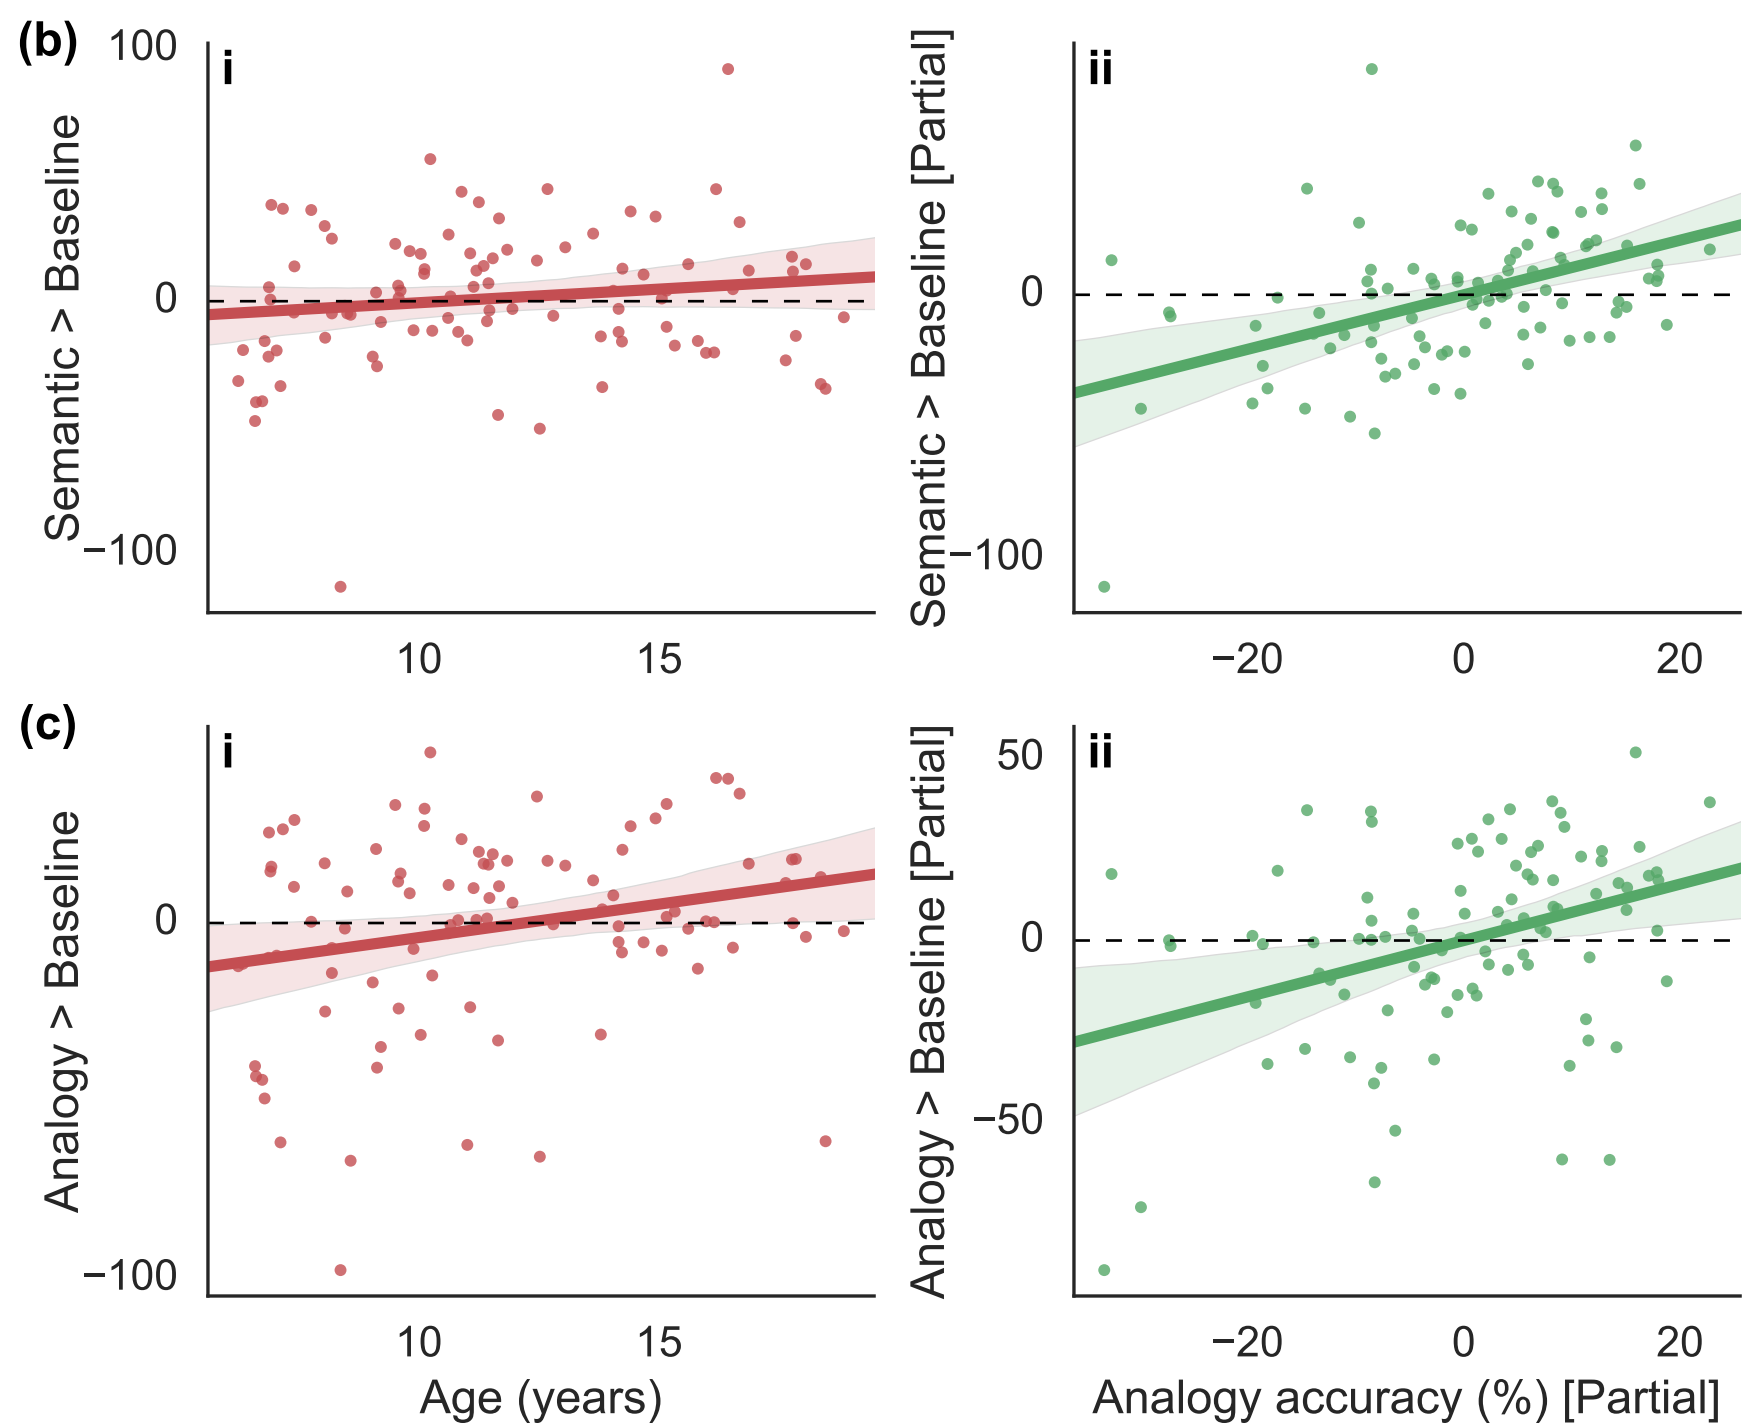 (b)
i
100
0
−100
Semantic > Baseline
10
15
ii
0
−100
Semantic > Baseline [Partial]
−20
0
20
(c)
i
0
−100
Analogy > Baseline
10
15
Age (years)
ii
50
0
−50
Analogy > Baseline [Partial]
−20
0
20
Analogy accuracy (%) [Partial]